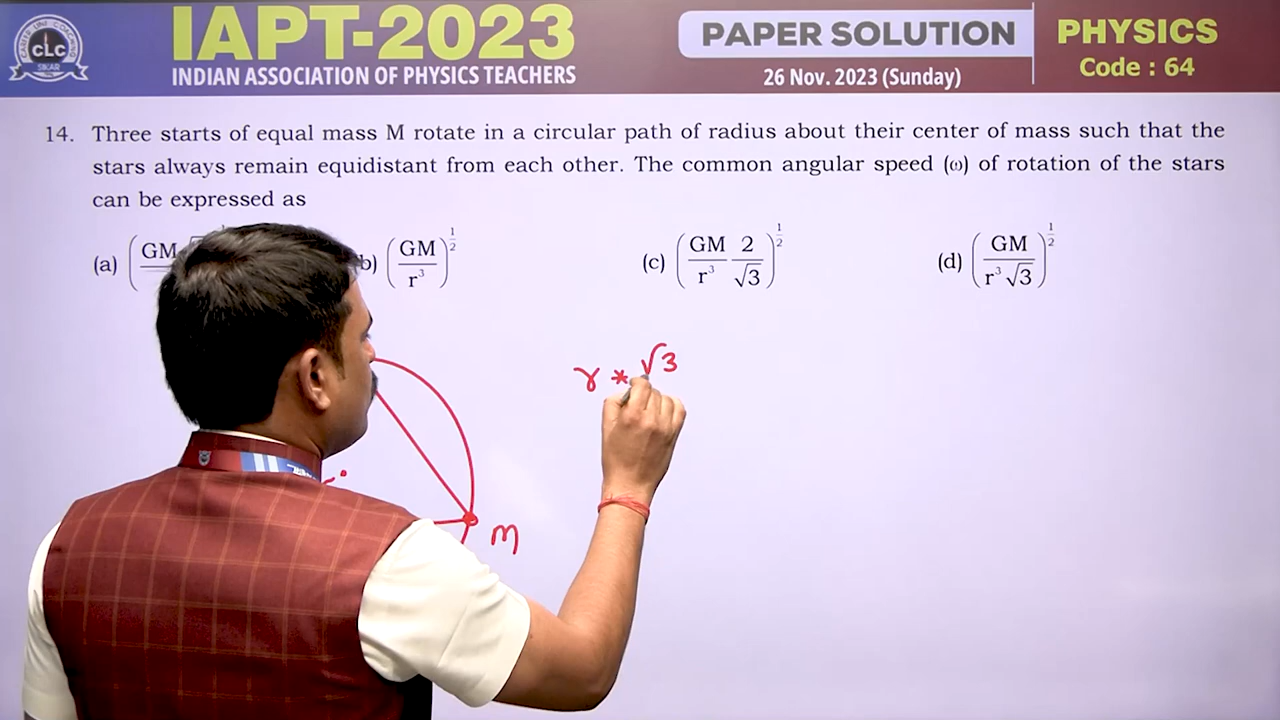 CLC
SIKAR
IAPT-2023
INDIAN ASSOCIATION OF PHYSICS TEACHERS
PAPER SOLUTION
26 Nov. 2023 (Sunday)
PHYSICS
Code : 64
14. Three starts of equal mass M rotate in a circular path of radius about their center of mass such that the
stars always remain equidistant from each other. The common angular speed (ω) of rotation of the stars
can be expressed as
(a) (GM
b) (GM/r³)^1/2
(c) (GM/r³ 2/√3)^1/2
(d) (GM/r³√3)^1/2
r * √3
M